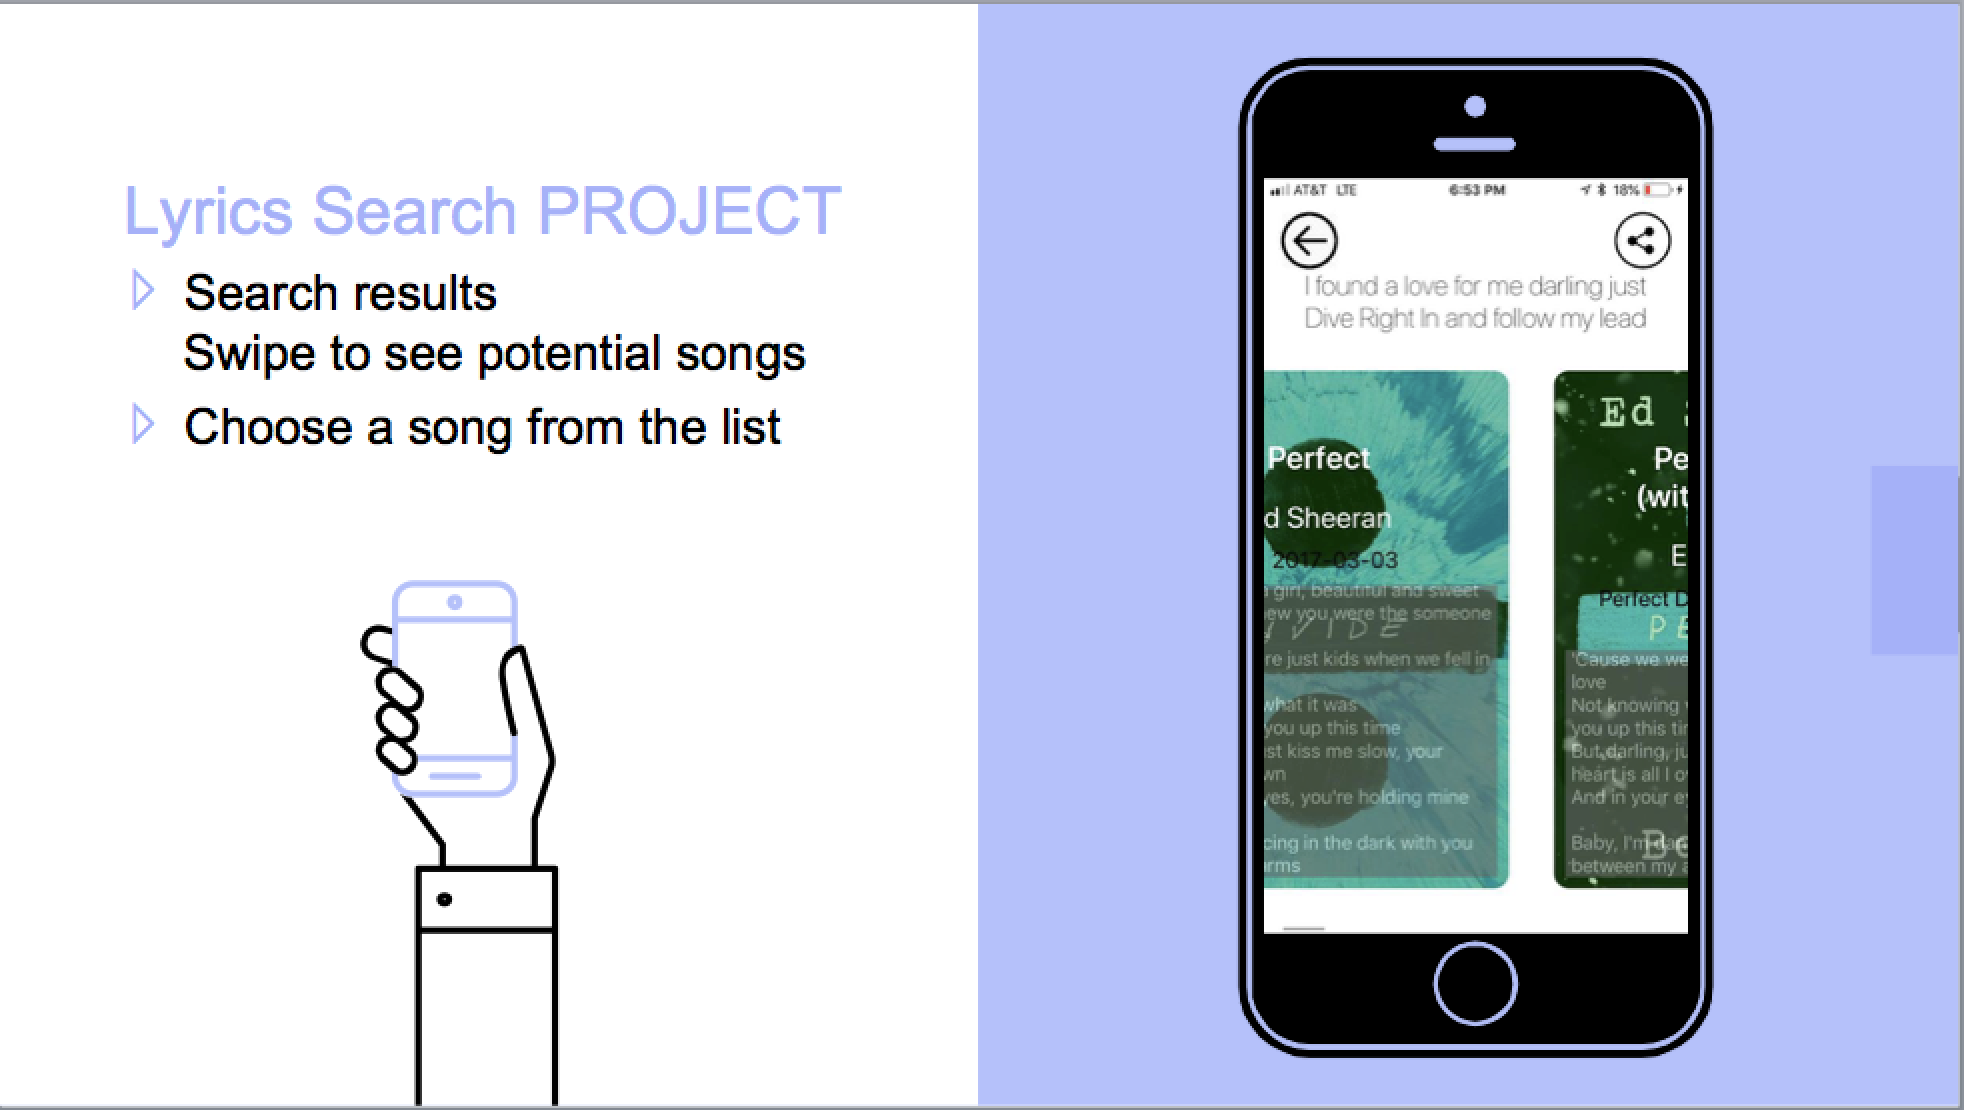 Lyrics Search PROJECT
Search results
Swipe to see potential songs
Choose a song from the list
AT&T LTE 6:53 PM 18%
I found a love for me darling just
Dive Right In and follow my lead
Perfect
d Sheeran
2017-03-03
girl, beautiful and sweet
ew you were the someone
VIDE
re just kids when we fell in
what it was
you up this time
st kiss me slow, your
wn
yes, you're holding mine
cing in the dark with you
arms
Ed
Pe
(wit
E
Perfect D
PE
'Cause we we
love
Not knowing
you up this ti
But darling, ju
heart is all I o
And in your e
Baby, I'm dan
between my a
Be